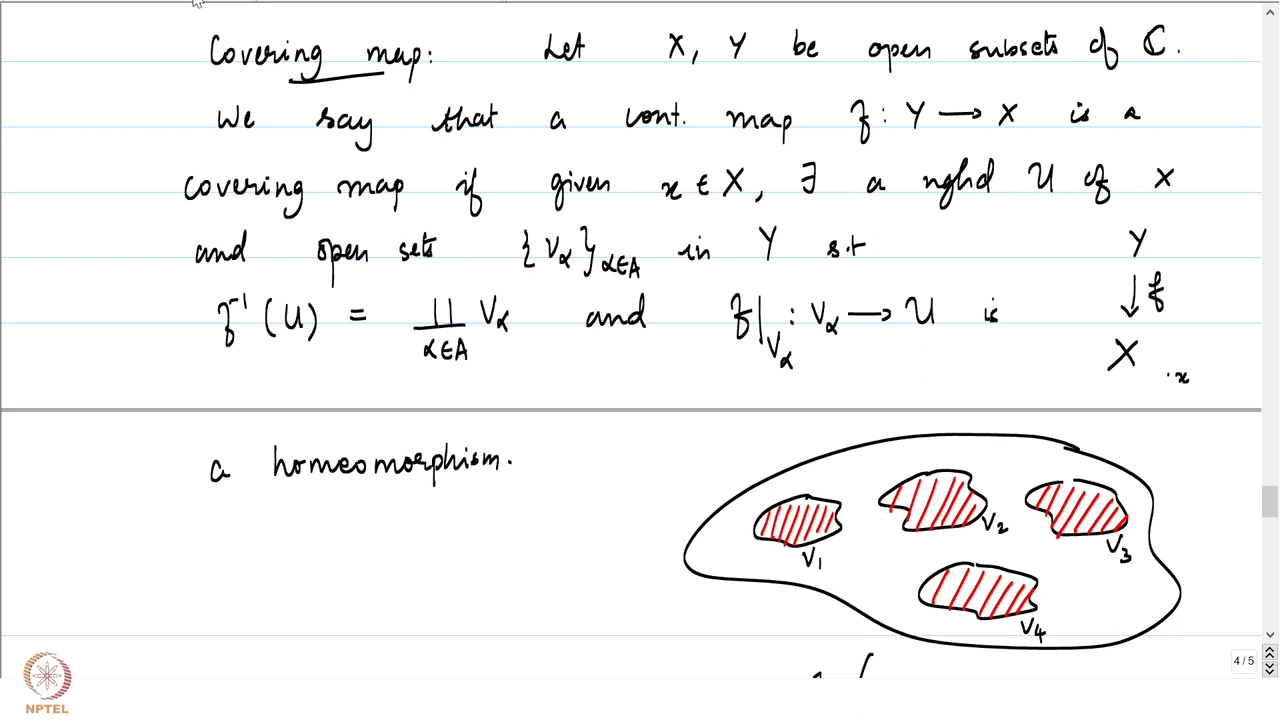 Covering map: Let X, Y be open subsets of ℂ.
We say that a cont. map f: Y ⟶ X is a
covering map if given x ∈ X, ∃ a nghd U of x
and open sets {V_α}_{α∈A} in Y s.t
f⁻¹(U) = ∐_{α∈A} V_α and f|_{V_α} : V_α ⟶ U is
Y
↓ f
X
.x
a homeomorphism.
V₁
V₂
V₃
V₄
4 / 5
NPTEL